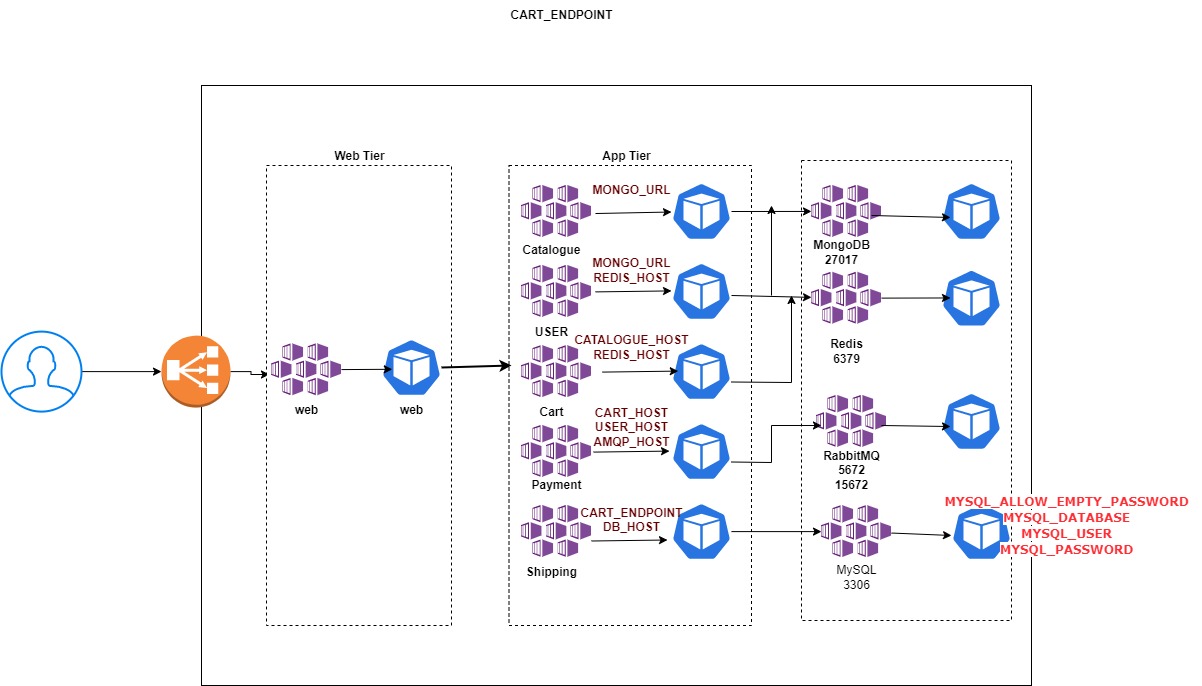 CART_ENDPOINT
Web Tier
App Tier
MONGO_URL
Catalogue
MONGO_URL
REDIS_HOST
USER
CATALOGUE_HOST
REDIS_HOST
Cart
CART_HOST
USER_HOST
AMQP_HOST
Payment
CART_ENDPOINT
DB_HOST
Shipping
web
web
MongoDB
27017
Redis
6379
RabbitMQ
5672
15672
MySQL
3306
MYSQL_ALLOW_EMPTY_PASSWORD
MYSQL_DATABASE
MYSQL_USER
MYSQL_PASSWORD